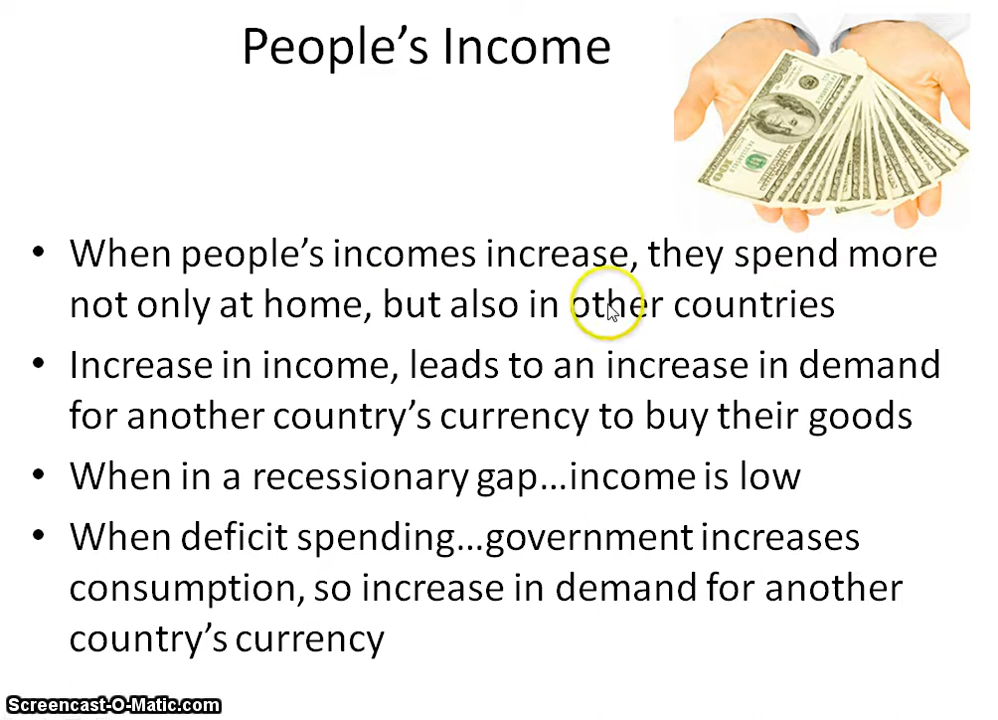 People's Income
• When people's incomes increase, they spend more
not only at home, but also in other countries
• Increase in income, leads to an increase in demand
for another country's currency to buy their goods
• When in a recessionary gap...income is low
• When deficit spending...government increases
consumption, so increase in demand for another
country's currency
Screencast-O-Matic.com